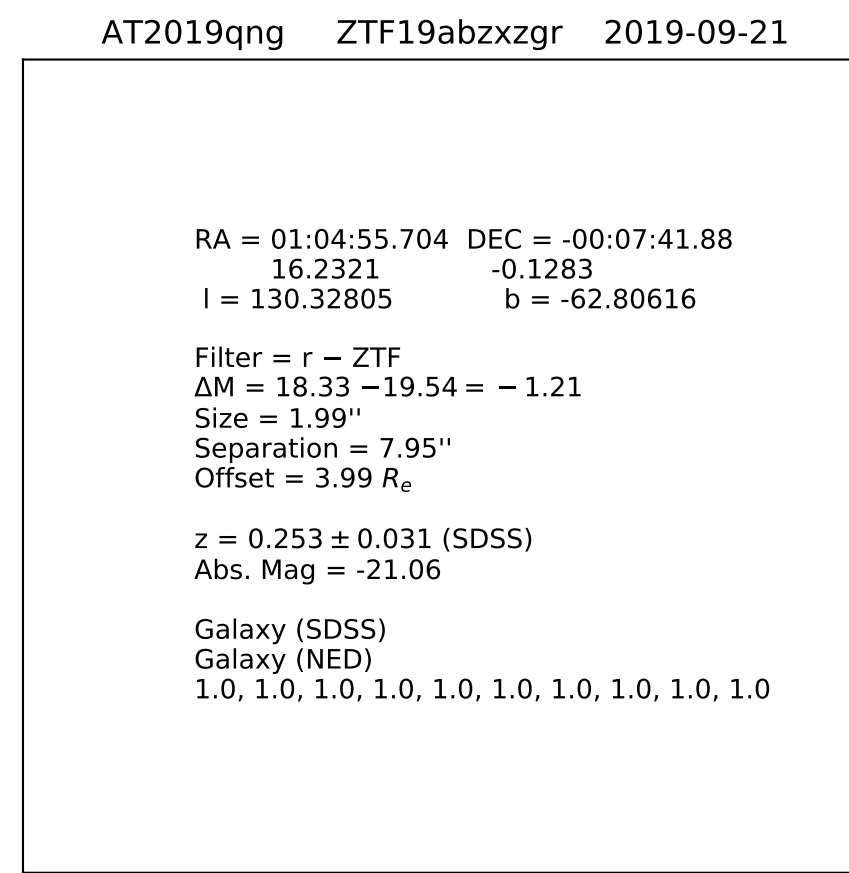 AT2019qng ZTF19abzxzgr 2019-09-21
RA = 01:04:55.704 DEC = -00:07:41.88
16.2321 -0.1283
l = 130.32805 b = -62.80616
Filter = r − ZTF
ΔM = 18.33 −19.54 = − 1.21
Size = 1.99''
Separation = 7.95''
Offset = 3.99 Re
z = 0.253 ± 0.031 (SDSS)
Abs. Mag = -21.06
Galaxy (SDSS)
Galaxy (NED)
1.0, 1.0, 1.0, 1.0, 1.0, 1.0, 1.0, 1.0, 1.0, 1.0